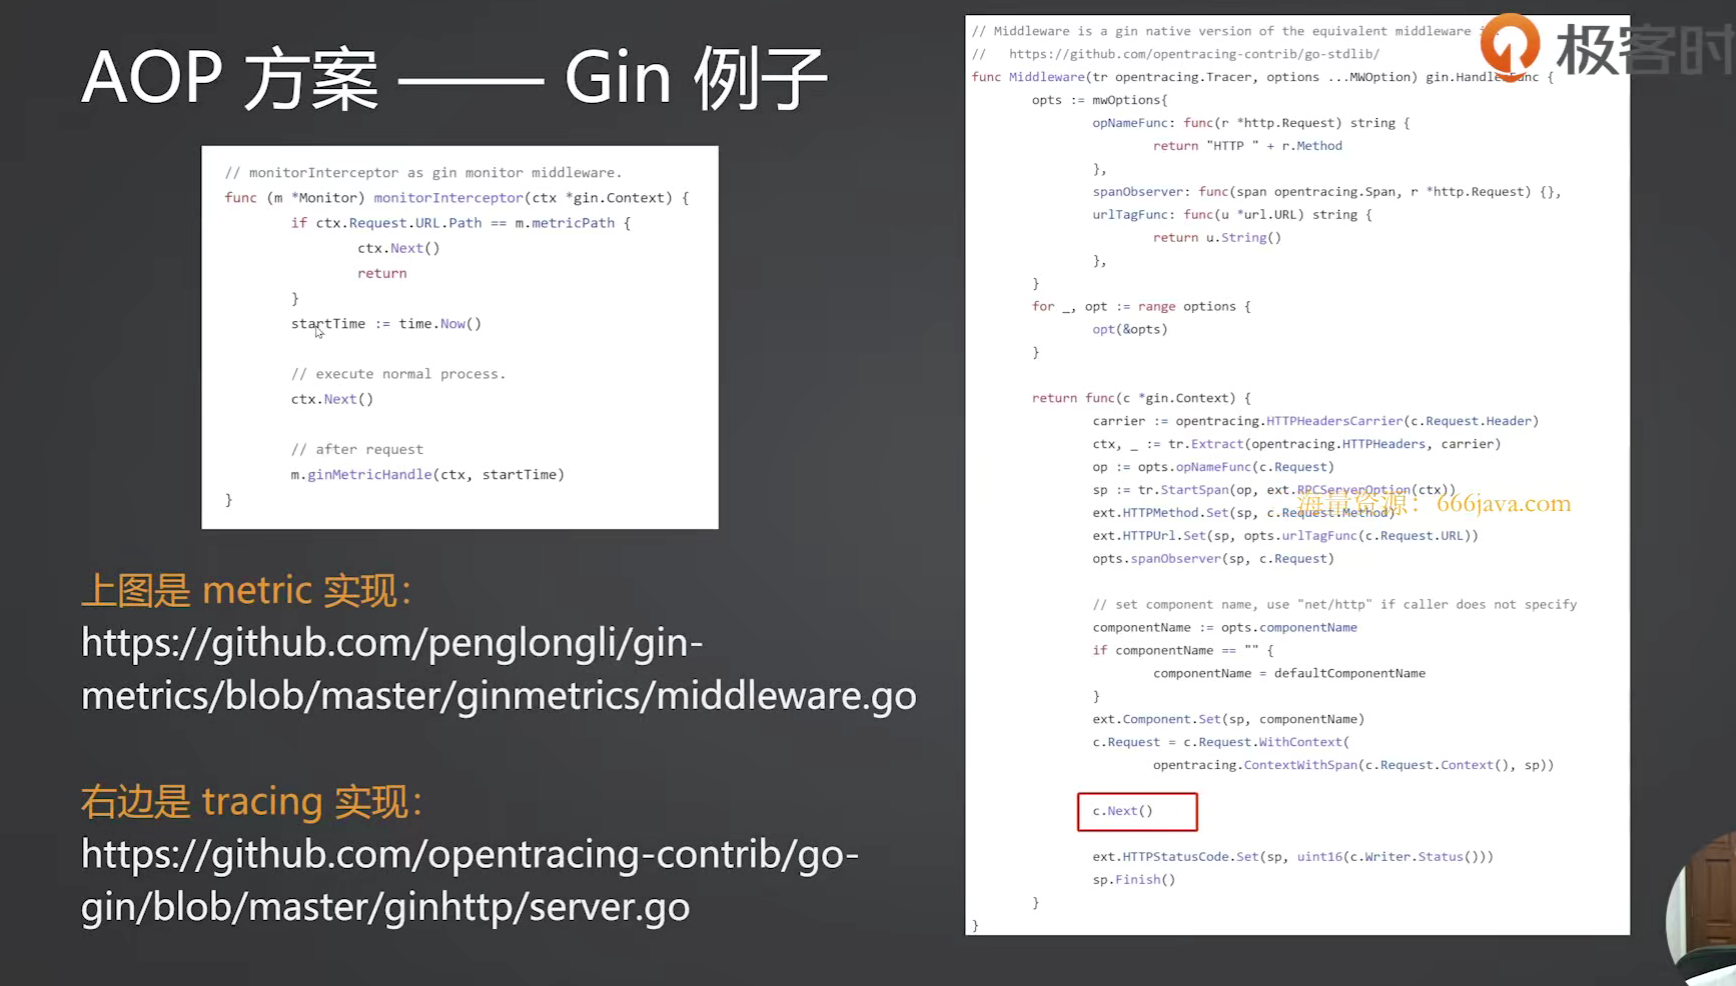 AOP 方案 —— Gin 例子
// monitorInterceptor as gin monitor middleware.
func (m *Monitor) monitorInterceptor(ctx *gin.Context) {
if ctx.Request.URL.Path == m.metricPath {
ctx.Next()
return
}
startTime := time.Now()
// execute normal process.
ctx.Next()
// after request
m.ginMetricHandle(ctx, startTime)
}
上图是 metric 实现：
https://github.com/penglongli/gin-
metrics/blob/master/ginmetrics/middleware.go
右边是 tracing 实现：
https://github.com/opentracing-contrib/go-
gin/blob/master/ginhttp/server.go
// Middleware is a gin native version of the equivalent middleware
// https://github.com/opentracing-contrib/go-stdlib/
func Middleware(tr opentracing.Tracer, options ...MWOption) gin.HandlerFunc {
opts := mwOptions{
opNameFunc: func(r *http.Request) string {
return "HTTP " + r.Method
},
spanObserver: func(span opentracing.Span, r *http.Request) {},
urlTagFunc: func(u *url.URL) string {
return u.String()
},
}
for _, opt := range options {
opt(&opts)
}
return func(c *gin.Context) {
carrier := opentracing.HTTPHeadersCarrier(c.Request.Header)
ctx, _ := tr.Extract(opentracing.HTTPHeaders, carrier)
op := opts.opNameFunc(c.Request)
sp := tr.StartSpan(op, ext.RPCServerOption(ctx))
ext.HTTPMethod.Set(sp, c.Request.Method)
ext.HTTPUrl.Set(sp, opts.urlTagFunc(c.Request.URL))
opts.spanObserver(sp, c.Request)
// set component name, use "net/http" if caller does not specify
componentName := opts.componentName
if componentName == "" {
componentName = defaultComponentName
}
ext.Component.Set(sp, componentName)
c.Request = c.Request.WithContext(
opentracing.ContextWithSpan(c.Request.Context(), sp))
c.Next()
ext.HTTPStatusCode.Set(sp, uint16(c.Writer.Status()))
sp.Finish()
}
}
极客时
海量资源：666java.com